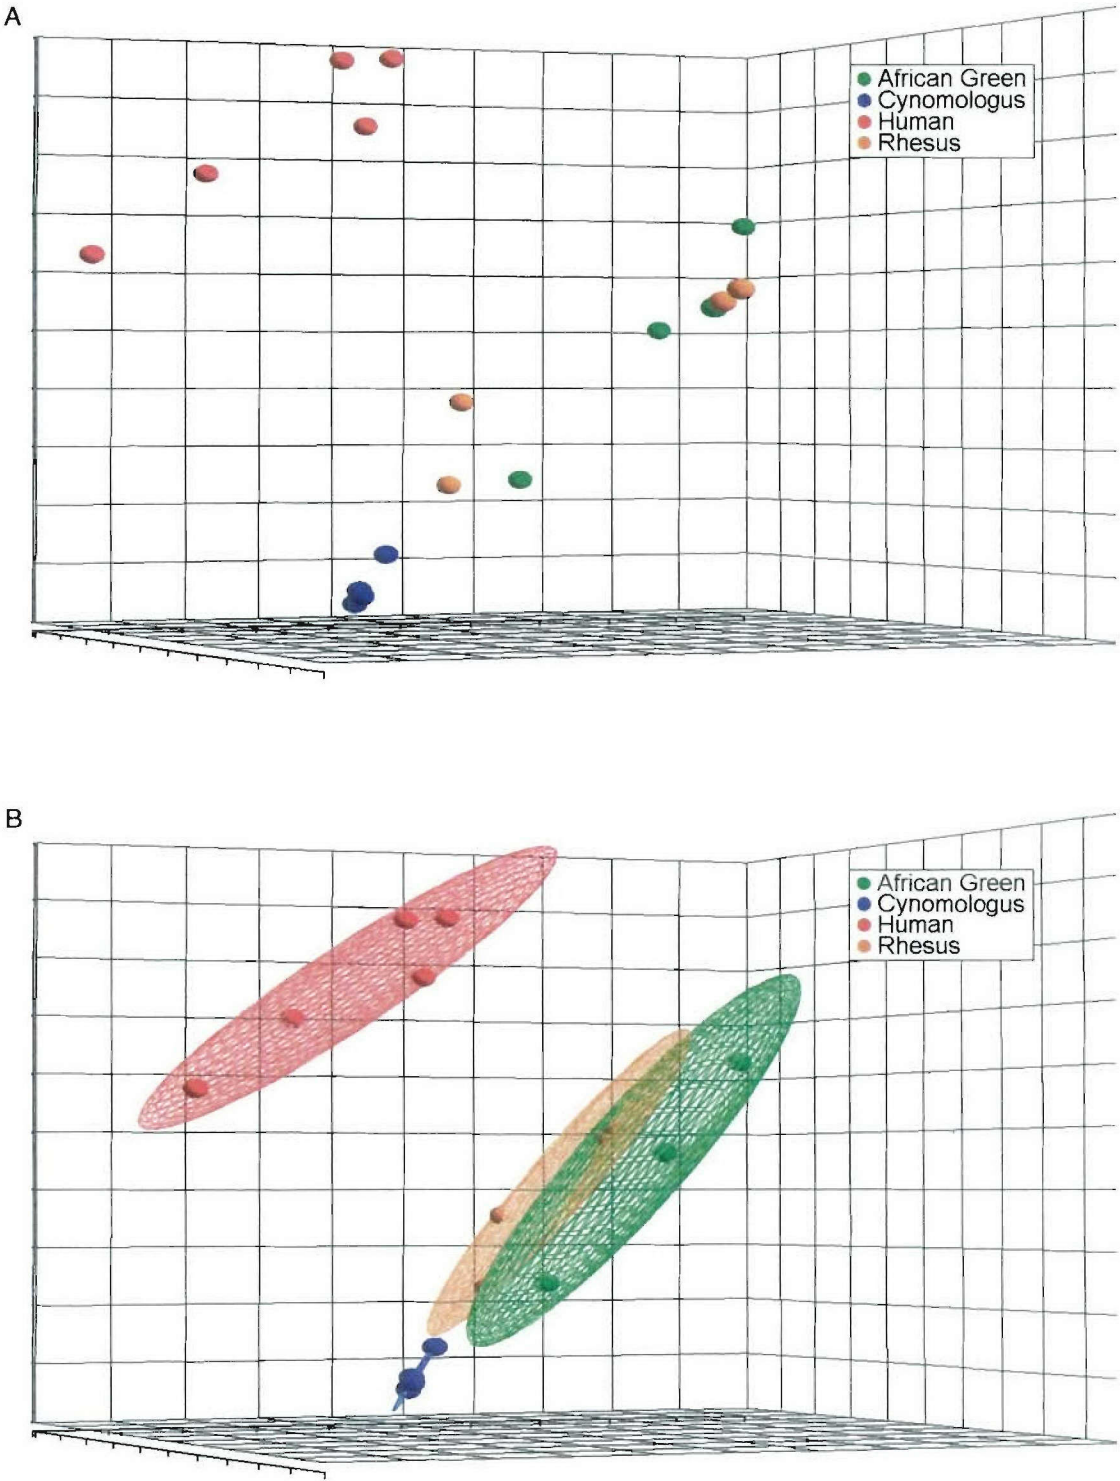 A
African Green
Cynomologus
Human
Rhesus
B
African Green
Cynomologus
Human
Rhesus